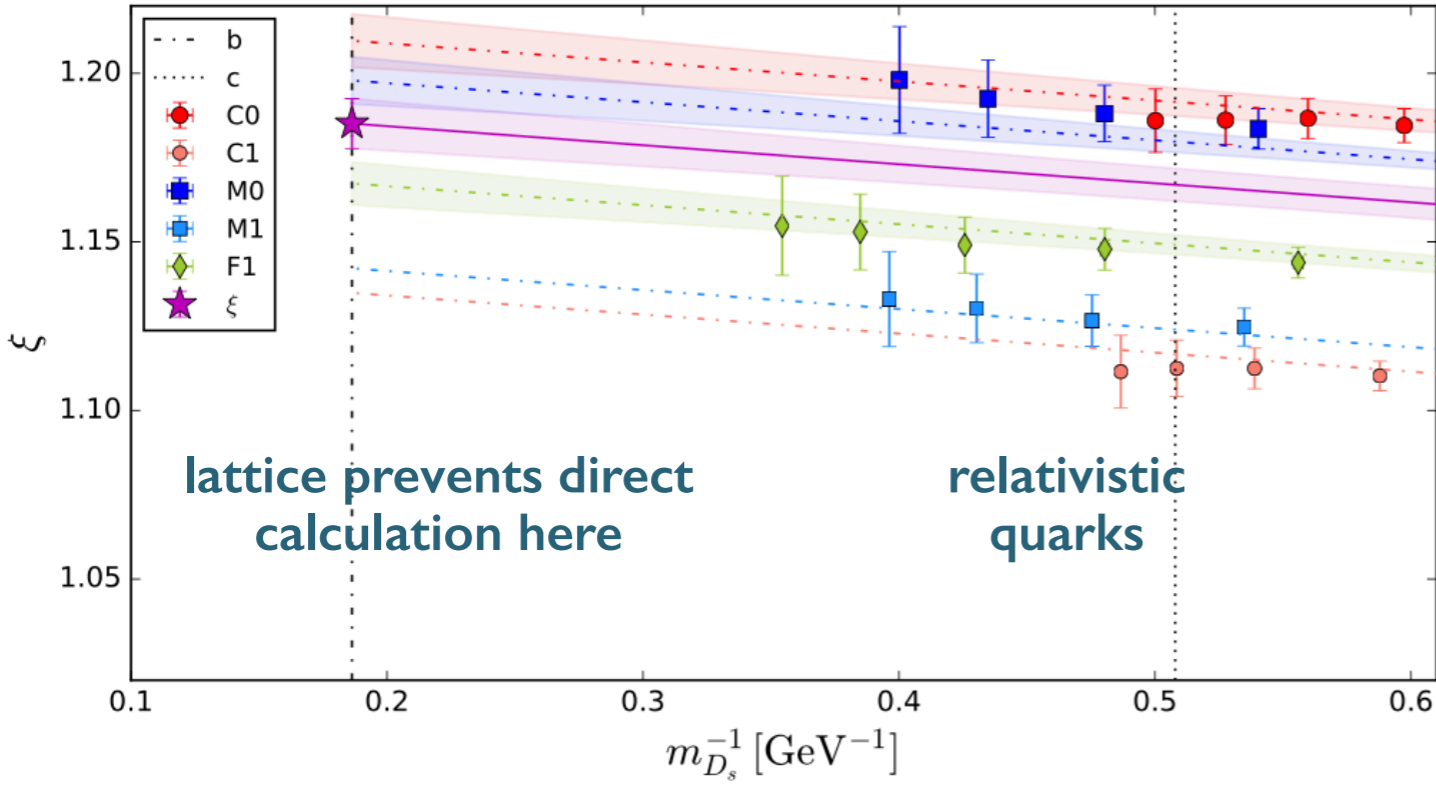 b
c
C0
C1
M0
M1
F1
ξ
1.20
1.15
1.10
1.05
ξ
lattice prevents direct
calculation here
relativistic
quarks
0.1 0.2 0.3 0.4 0.5 0.6
m_{D_s}^{-1} [GeV^{-1}]